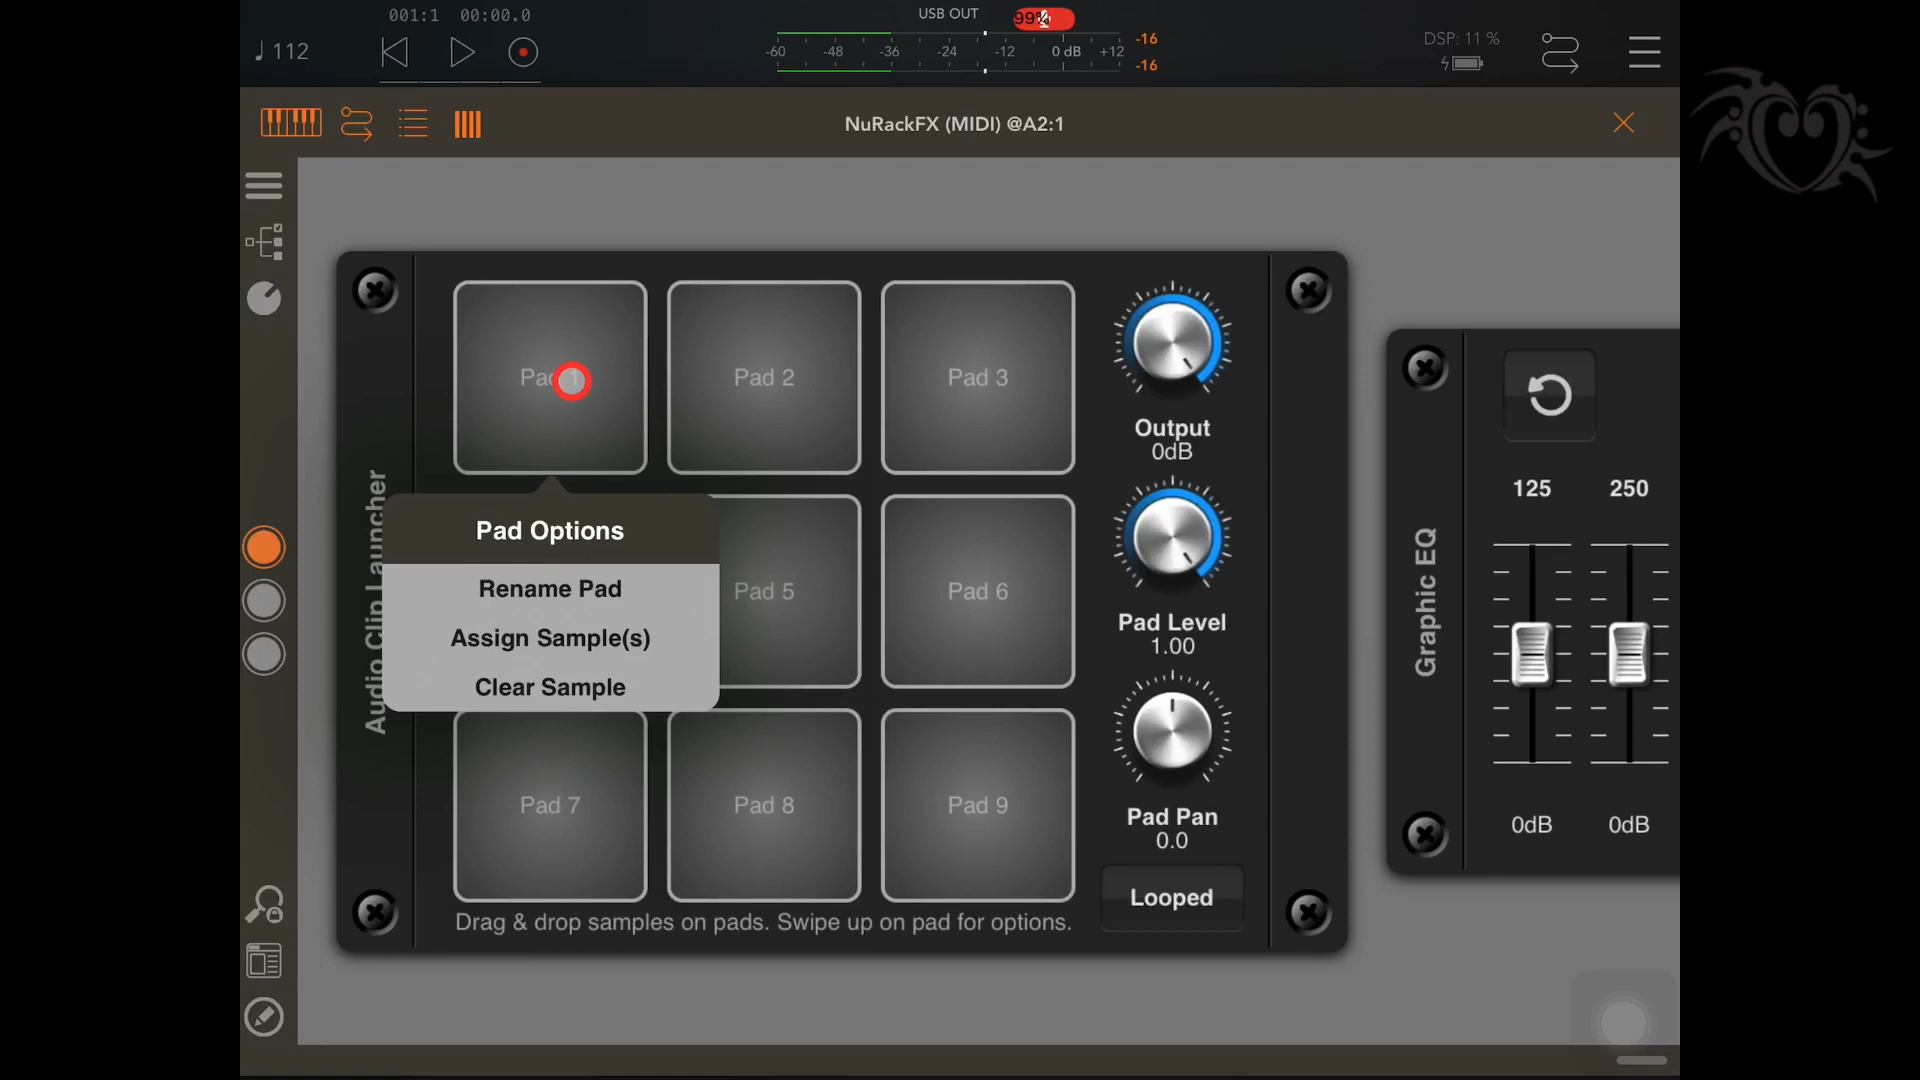 001:1 00:00.0
USB OUT
99%
112
-60 -48 -36 -24 -12 0 dB +12
-16
-16
DSP: 11 %
NuRackFX (MIDI) @A2:1
Audio Clip Launcher
Pad 1
Pad 2
Pad 3
Pad Options
Rename Pad
Assign Sample(s)
Clear Sample
Pad 5
Pad 6
Pad 7
Pad 8
Pad 9
Drag & drop samples on pads. Swipe up on pad for options.
Output
0dB
Pad Level
1.00
Pad Pan
0.0
Looped
Graphic EQ
125 250
0dB 0dB